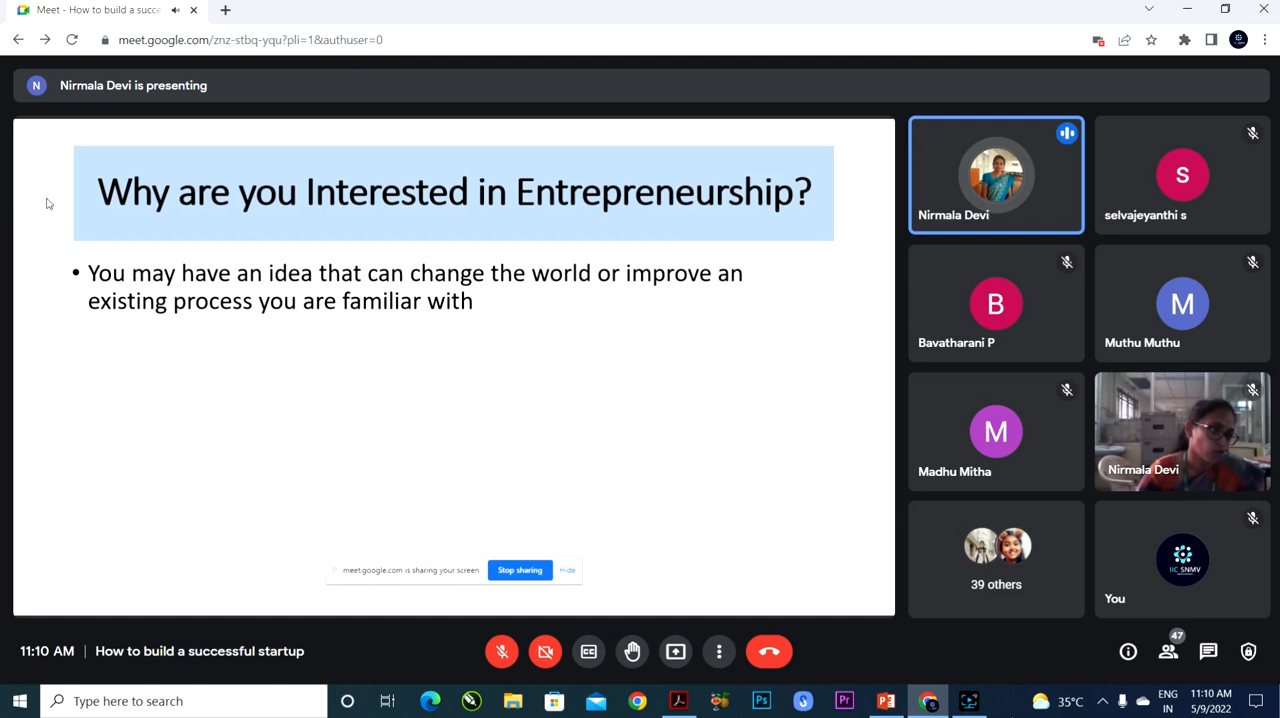 Meet - How to build a succe
meet.google.com/znz-stbq-yqu?pli=1&authuser=0
N
Nirmala Devi is presenting
Why are you Interested in Entrepreneurship?
• You may have an idea that can change the world or improve an
existing process you are familiar with
meet.google.com is sharing your screen.
Stop sharing
Hide
Nirmala Devi
S
selvajeyanthi s
B
Bavatharani P
M
Muthu Muthu
M
Madhu Mitha
Nirmala Devi
39 others
IIC_SNMV
You
11:10 AM | How to build a successful startup
47
Type here to search
Ps
Pr
35°C
ENG
IN
11:10 AM
5/9/2022